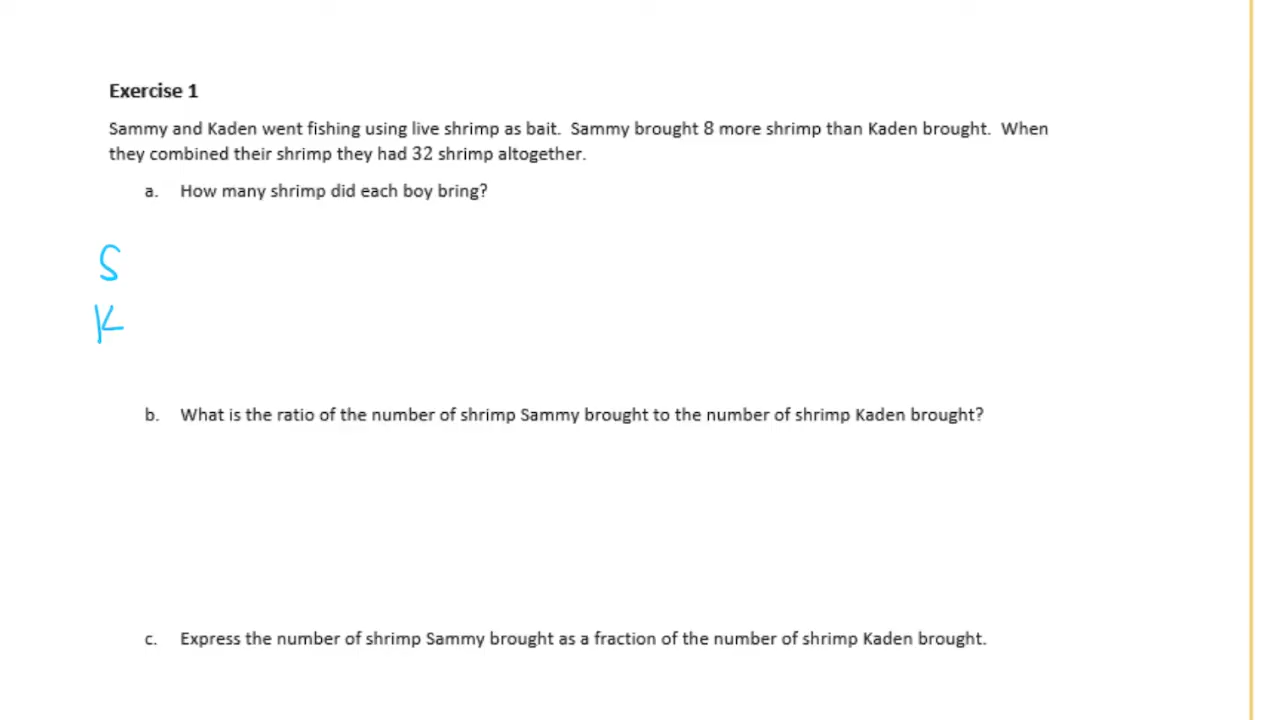 Exercise 1
Sammy and Kaden went fishing using live shrimp as bait. Sammy brought 8 more shrimp than Kaden brought. When
they combined their shrimp they had 32 shrimp altogether.
a. How many shrimp did each boy bring?
S
K
b. What is the ratio of the number of shrimp Sammy brought to the number of shrimp Kaden brought?
c. Express the number of shrimp Sammy brought as a fraction of the number of shrimp Kaden brought.